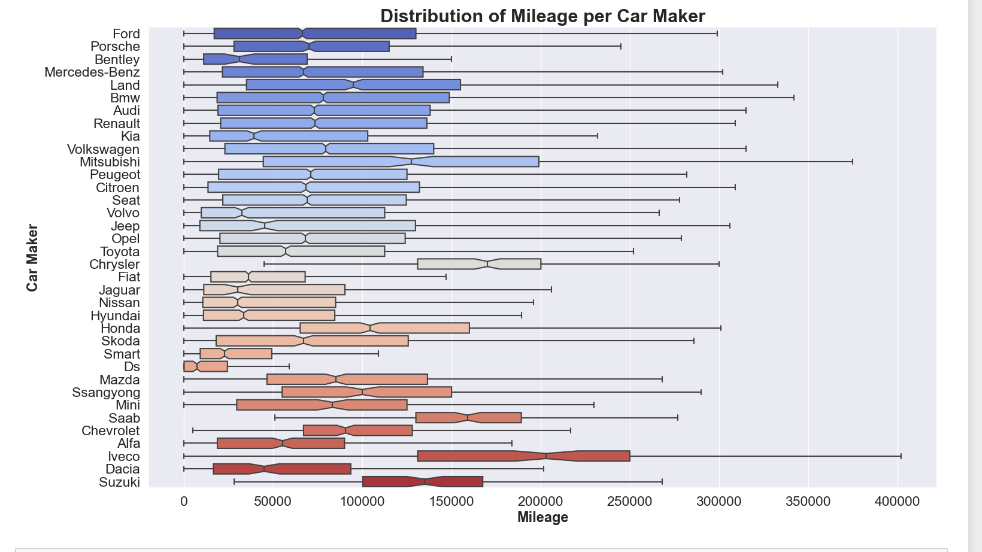 Distribution of Mileage per Car Maker
Ford
Porsche
Bentley
Mercedes-Benz
Land
Bmw
Audi
Renault
Kia
Volkswagen
Mitsubishi
Peugeot
Citroen
Seat
Volvo
Jeep
Opel
Toyota
Chrysler
Fiat
Jaguar
Nissan
Hyundai
Honda
Skoda
Smart
Ds
Mazda
Ssangyong
Mini
Saab
Chevrolet
Alfa
Iveco
Dacia
Suzuki
Car Maker
0 50000 100000 150000 200000 250000 300000 350000 400000
Mileage